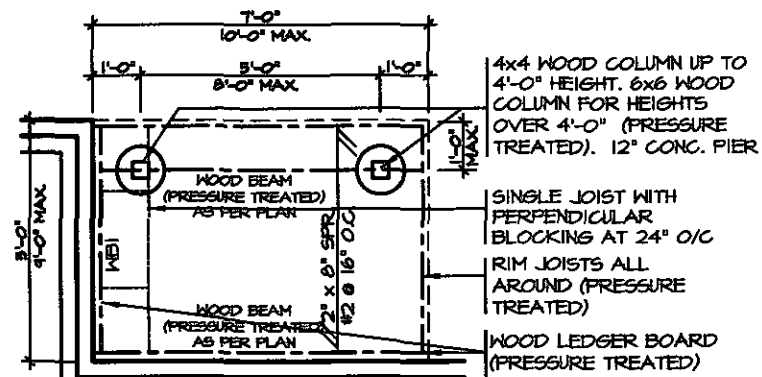 7'-0"
10'-0" MAX.
1'-0"
5'-0"
1'-0"
8'-0" MAX.
4x4 WOOD COLUMN UP TO
4'-0" HEIGHT. 6x6 WOOD
COLUMN FOR HEIGHTS
OVER 4'-0" (PRESSURE
TREATED). 12" CONC. PIER
1'-0"
MAX.
5'-0"
4'-0" MAX.
WOOD BEAM
(PRESSURE TREATED)
AS PER PLAN
WB1
2" x 8" SPR
#2 @ 16" O.C
SINGLE JOIST WITH
PERPENDICULAR
BLOCKING AT 24" O/C
RIM JOISTS ALL
AROUND (PRESSURE
TREATED)
WOOD BEAM
(PRESSURE TREATED)
AS PER PLAN
WOOD LEDGER BOARD
(PRESSURE TREATED)